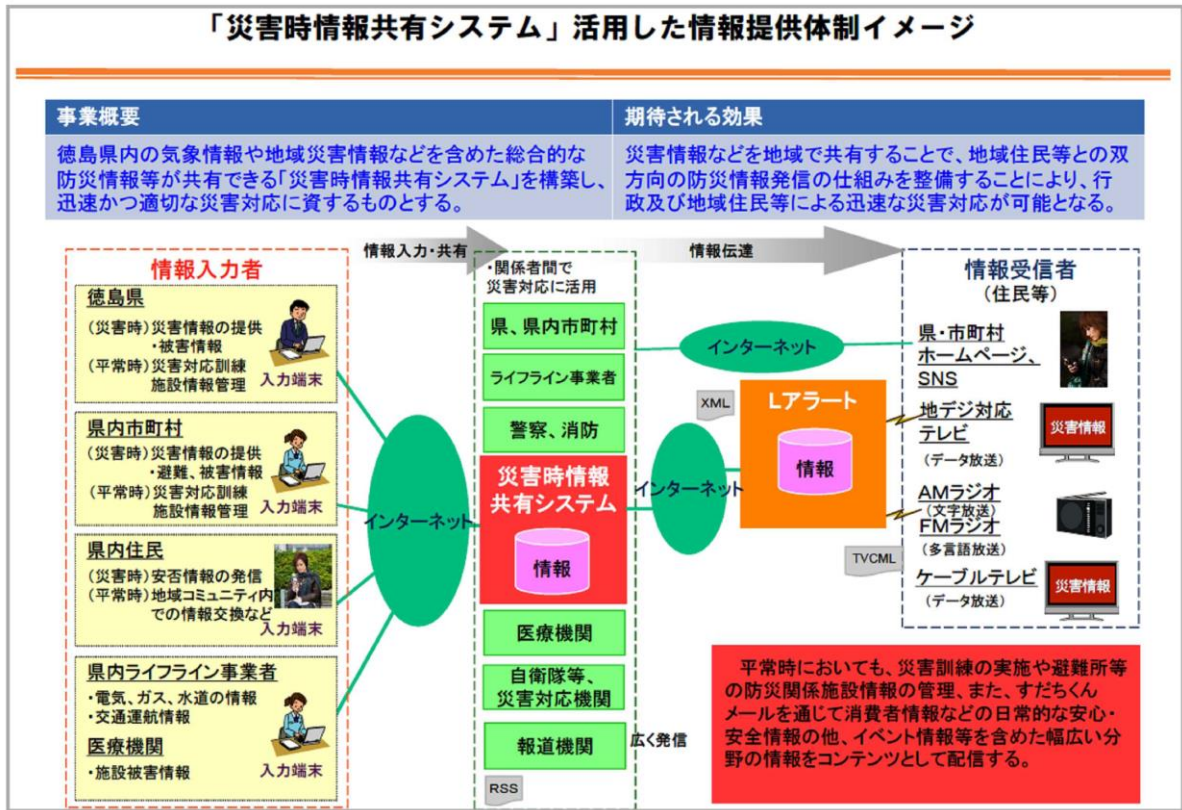 「災害時情報共有システム」活用した情報提供体制イメージ
事業概要
徳島県内の気象情報や地域災害情報などを含めた総合的な
防災情報等が共有できる「災害時情報共有システム」を構築し、
迅速かつ適切な災害対応に資するものとする。
期待される効果
災害情報などを地域で共有することで、地域住民等との双
方向の防災情報発信の仕組みを整備することにより、行
政及び地域住民等による迅速な災害対応が可能となる。
情報入力・共有
情報伝達
情報入力者
徳島県
(災害時)災害情報の提供
・被害情報
(平常時)災害対応訓練
施設情報管理
入力端末
県内市町村
(災害時)災害情報の提供
・避難、被害情報
(平常時)災害対応訓練
施設情報管理
入力端末
県内住民
(災害時)安否情報の発信
(平常時)地域コミュニティ内
での情報交換など
入力端末
県内ライフライン事業者
・電気、ガス、水道の情報
・交通運航情報
医療機関
・施設被害情報
入力端末
インターネット
・関係者間で
災害対応に活用
県、県内市町村
ライフライン事業者
警察、消防
災害時情報
共有システム
情報
医療機関
自衛隊等、
災害対応機関
報道機関
広く発信
RSS
インターネット
インターネット
XML
Lアラート
情報
TVCML
情報受信者
(住民等)
県・市町村
ホームページ、
SNS
地デジ対応
テレビ
(データ放送)
災害情報
AMラジオ
(文字放送)
FMラジオ
(多言語放送)
ケーブルテレビ
(データ放送)
災害情報
平常時においても、災害訓練の実施や避難所等
の防災関係施設情報の管理、また、すだちくん
メールを通じて消費者情報などの日常的な安心・
安全情報の他、イベント情報等を含めた幅広い分
野の情報をコンテンツとして配信する。